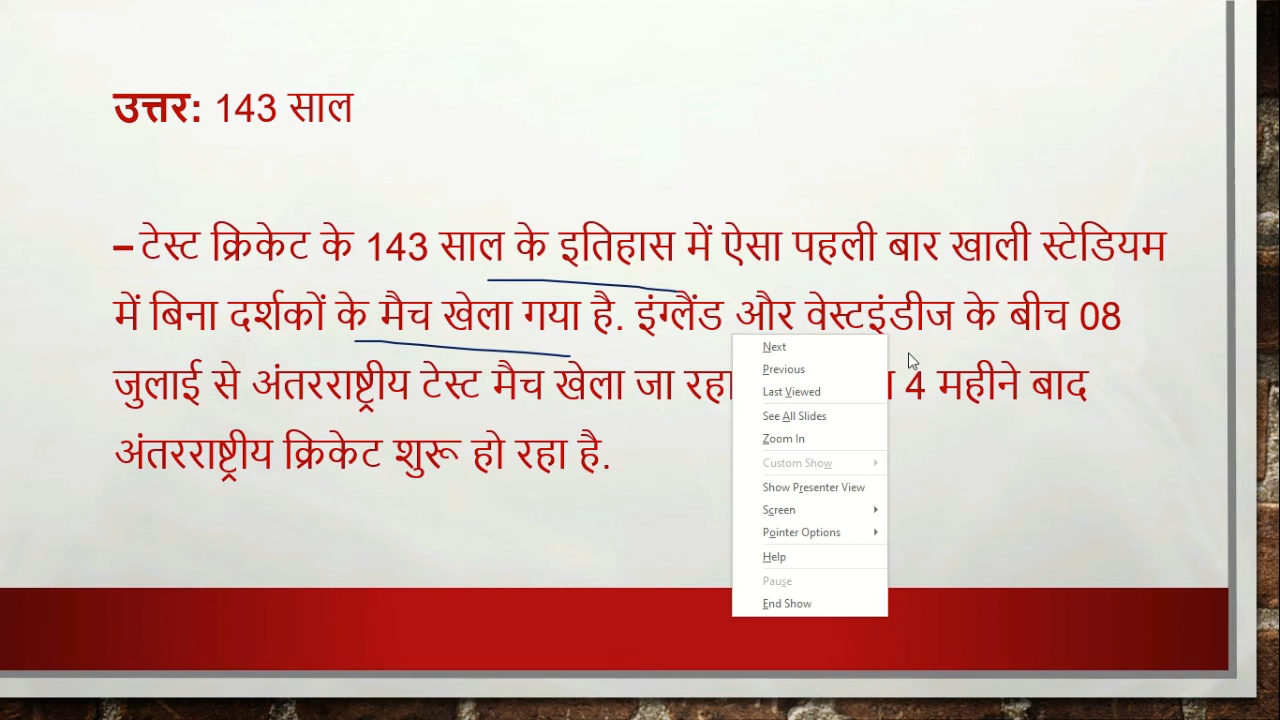 उत्तर: 143 साल
– टेस्ट क्रिकेट के 143 साल के इतिहास में ऐसा पहली बार खाली स्टेडियम
में बिना दर्शकों के मैच खेला गया है. इंग्लैंड और वेस्टइंडीज के बीच 08
जुलाई से अंतरराष्ट्रीय टेस्ट मैच खेला जा रहा 4 महीने बाद
अंतरराष्ट्रीय क्रिकेट शुरू हो रहा है.
Next
Previous
Last Viewed
See All Slides
Zoom In
Custom Show
Show Presenter View
Screen
Pointer Options
Help
Pause
End Show